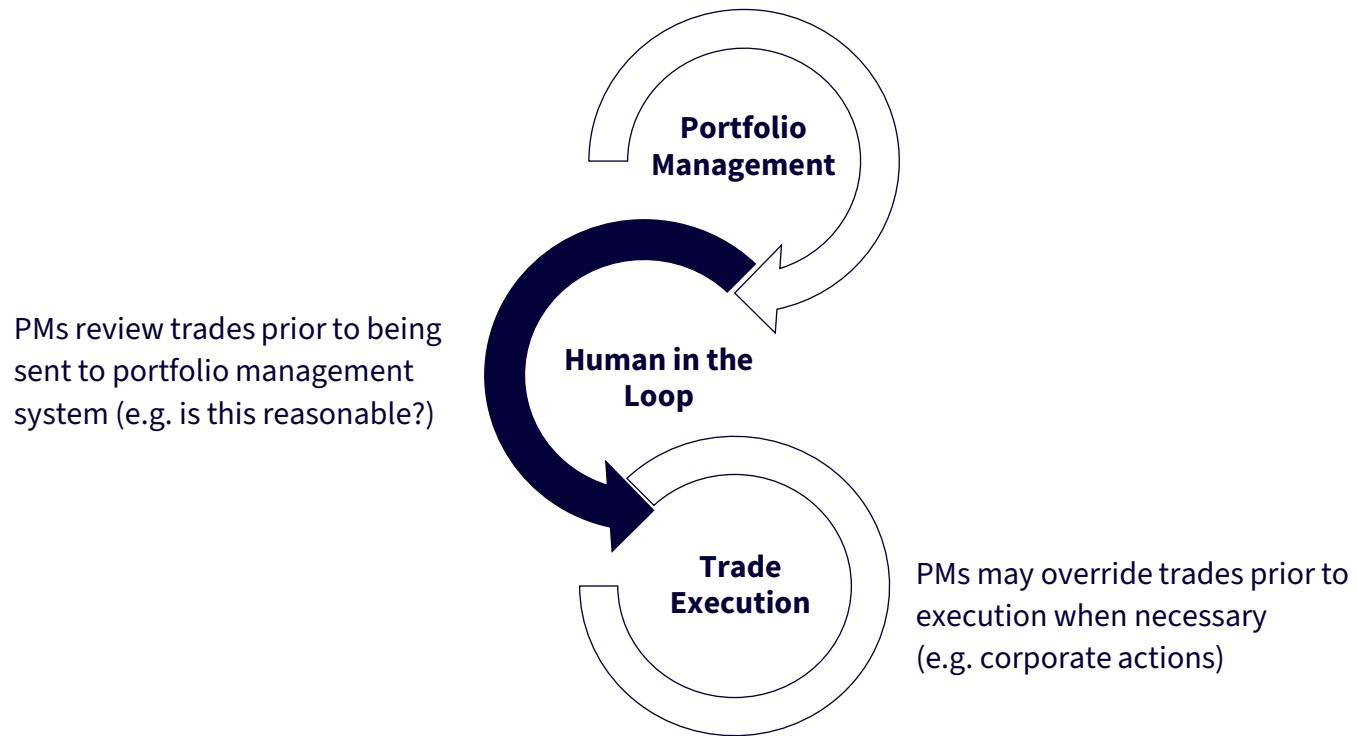 Portfolio
Management
PMs review trades prior to being
sent to portfolio management
system (e.g. is this reasonable?)
Human in the
Loop
Trade
Execution
PMs may override trades prior to
execution when necessary
(e.g. corporate actions)